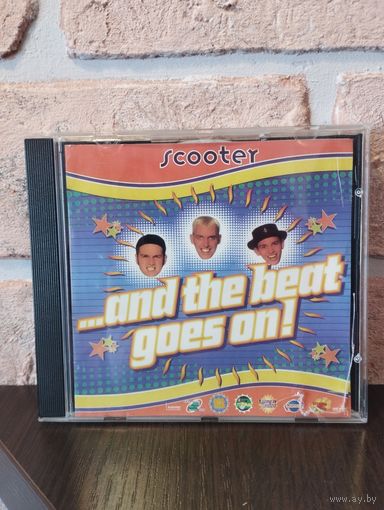 scooter
...and the beat
goes on!
www.ay.by